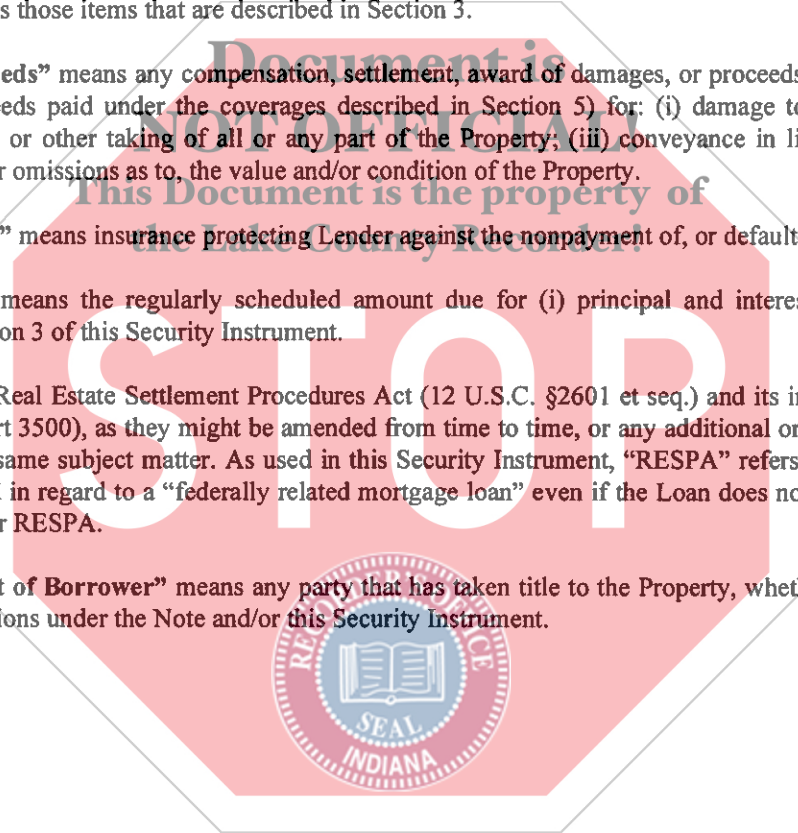 s those items that are described in Section 3.
Document is
eds” means any compensation, settlement, award of damages, or proceeds
eds paid under the coverages described in Section 5) for: (i) damage to
NOT OFFICIAL!
or other taking of all or any part of the Property; (iii) conveyance in li
r omissions as to, the value and/or condition of the Property.
This Document is the property of
the Lake County Recorder!
” means insurance protecting Lender against the nonpayment of, or default
means the regularly scheduled amount due for (i) principal and interes
on 3 of this Security Instrument.
STOP
Real Estate Settlement Procedures Act (12 U.S.C. §2601 et seq.) and its i
rt 3500), as they might be amended from time to time, or any additional or
same subject matter. As used in this Security Instrument, “RESPA” refers
in regard to a “federally related mortgage loan” even if the Loan does no
r RESPA.
t of Borrower” means any party that has taken title to the Property, whet
ions under the Note and/or this Security Instrument.
RECORDER'S OFFICE
SEAL
INDIANA